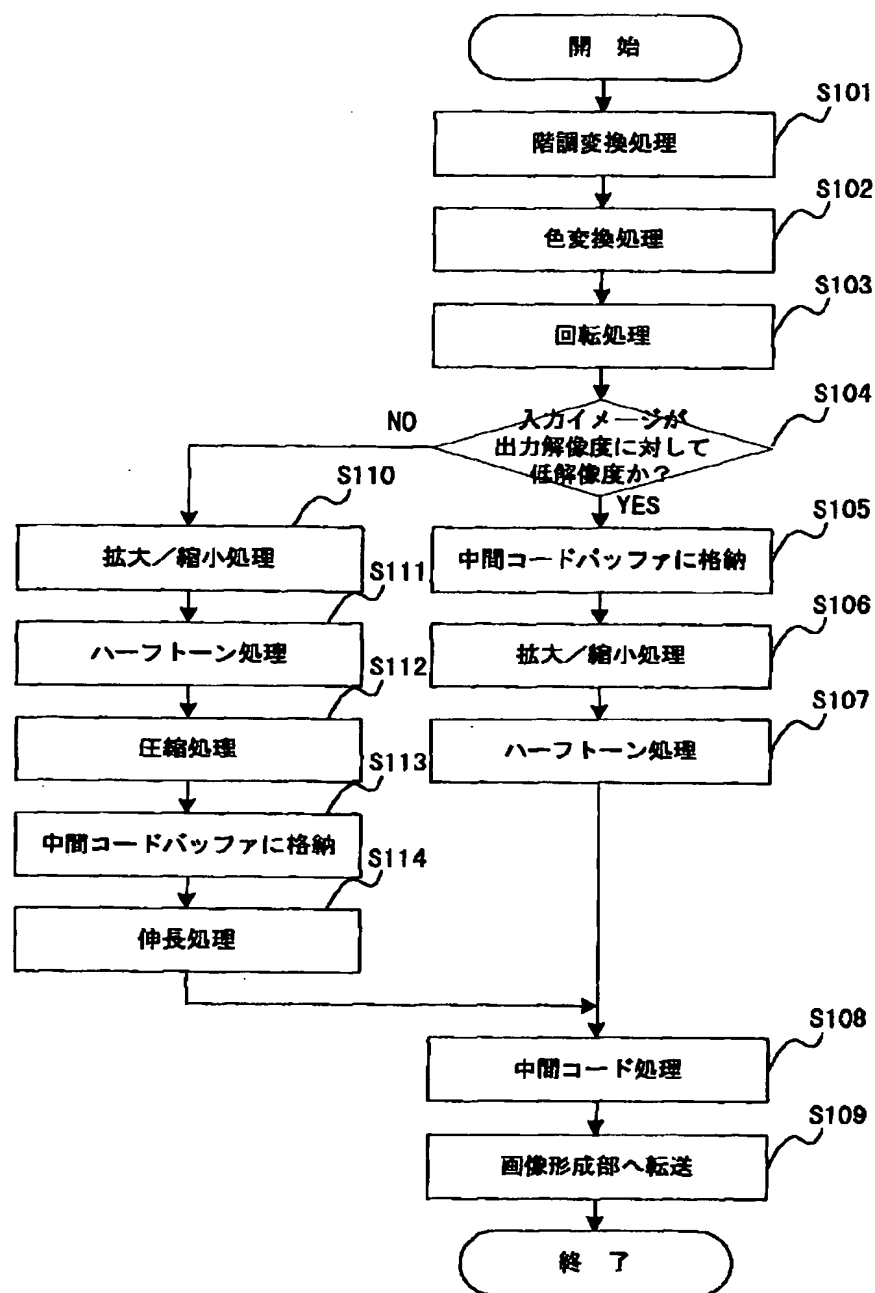 開 始
S101
階調変換処理
S102
色変換処理
S103
回転処理
S104
入力イメージが
出力解像度に対して
低解像度か?
NO
YES
S110
拡大/縮小処理
S111
ハーフトーン処理
S112
圧縮処理
S113
中間コードバッファに格納
S114
伸長処理
S105
中間コードバッファに格納
S106
拡大/縮小処理
S107
ハーフトーン処理
S108
中間コード処理
S109
画像形成部へ転送
終 了